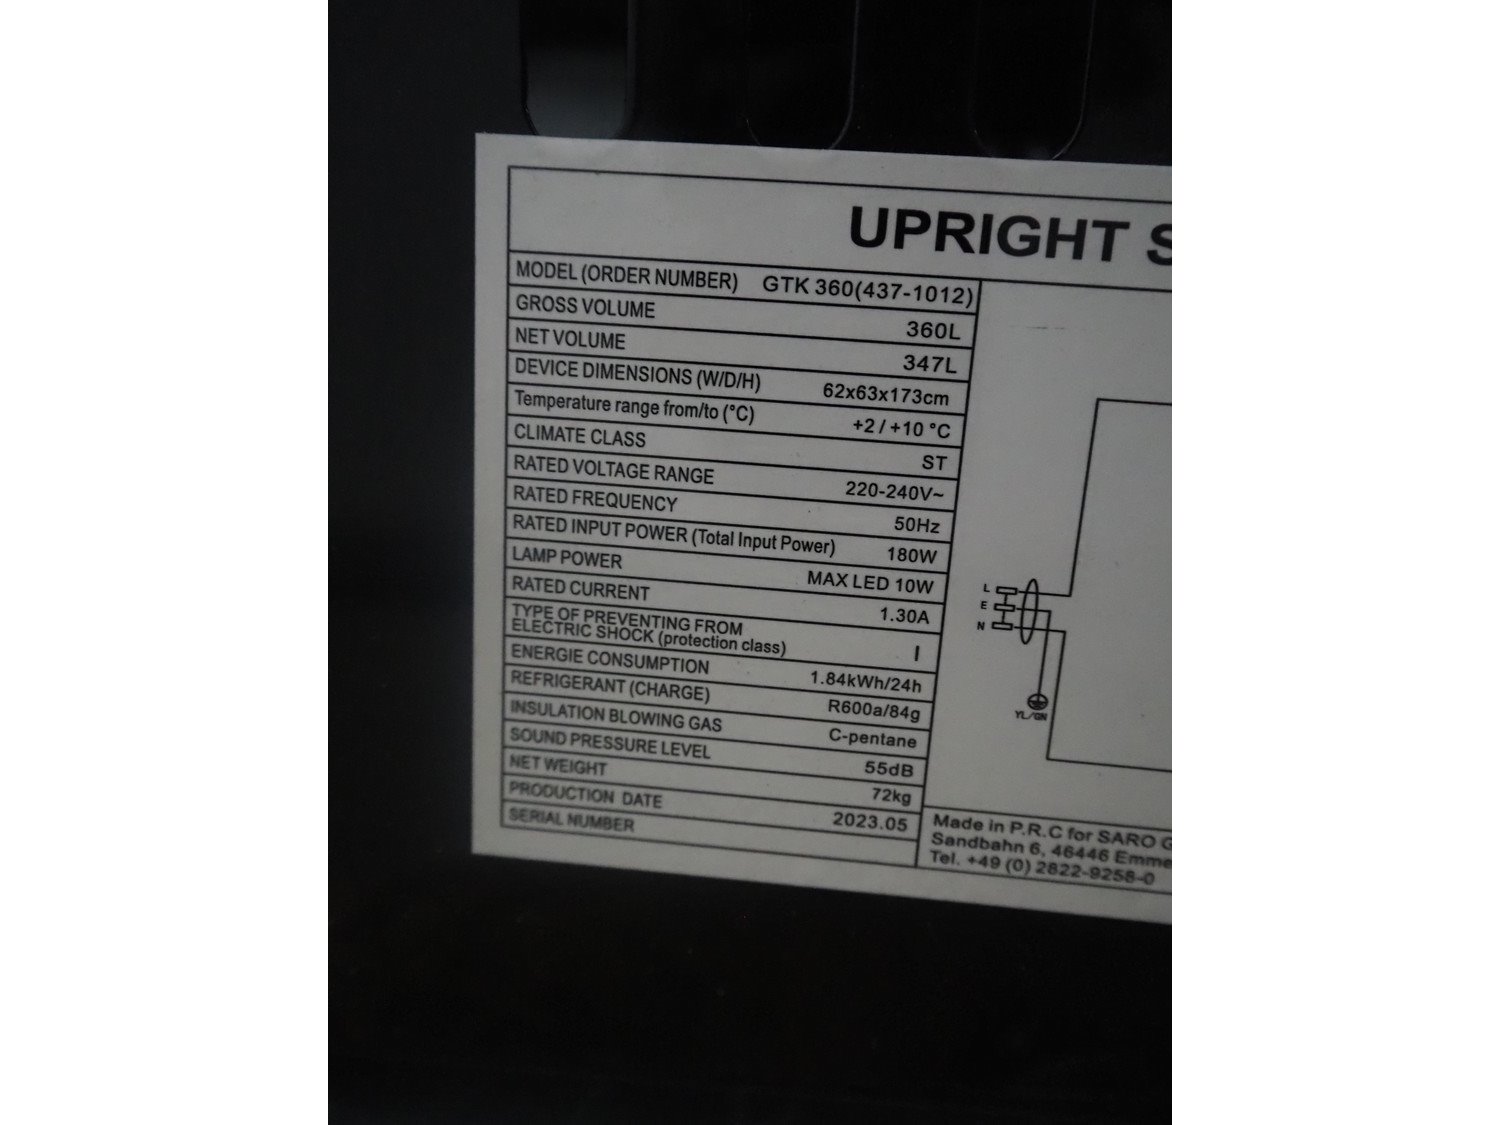 UPRIGHT S
MODEL (ORDER NUMBER) GTK 360(437-1012)
GROSS VOLUME 360L
NET VOLUME 347L
DEVICE DIMENSIONS (W/D/H) 62x63x173cm
Temperature range from/to (°C) +2 / +10 °C
CLIMATE CLASS ST
RATED VOLTAGE RANGE 220-240V~
RATED FREQUENCY 50Hz
RATED INPUT POWER (Total Input Power) 180W
LAMP POWER MAX LED 10W
RATED CURRENT 1.30A
TYPE OF PREVENTING FROM
ELECTRIC SHOCK (protection class) I
ENERGIE CONSUMPTION 1.84kWh/24h
REFRIGERANT (CHARGE) R600a/84g
INSULATION BLOWING GAS C-pentane
SOUND PRESSURE LEVEL 55dB
NET WEIGHT 72kg
PRODUCTION DATE 2023.05
SERIAL NUMBER
L
E
N
YL/GN
Made in P.R.C for SARO G
Sandbahn 6, 46446 Emme
Tel. +49 (0) 2822-9258-0